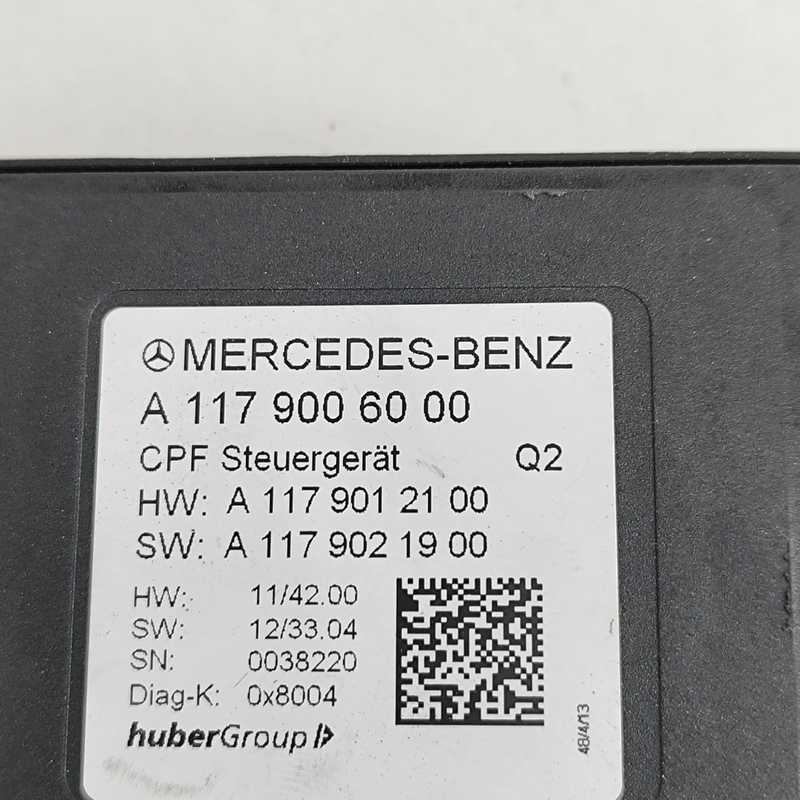 MERCEDES-BENZ
A 117 900 60 00
CPF Steuergerät Q2
HW: A 117 901 21 00
SW: A 117 902 19 00
HW: 11/42.00
SW: 12/33.04
SN: 0038220
Diag-K: 0x8004
huberGroup
48/4/13